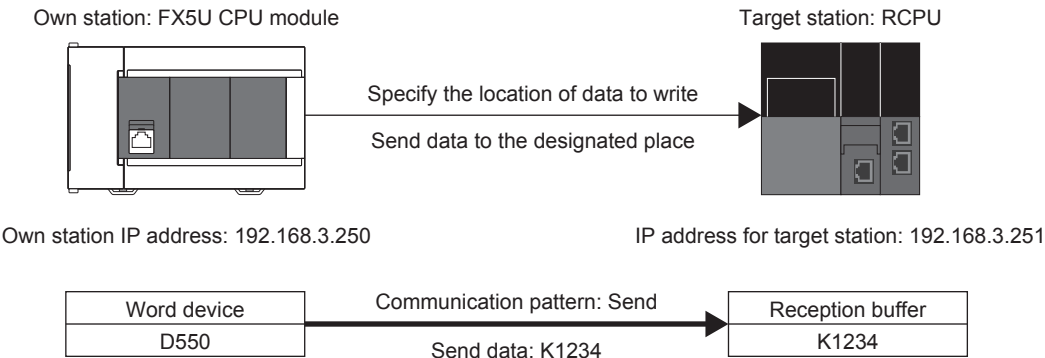 Own station: FX5U CPU module
Target station: RCPU
Specify the location of data to write
Send data to the designated place
Own station IP address: 192.168.3.250
IP address for target station: 192.168.3.251
Word device
Communication pattern: Send
Reception buffer
D550
Send data: K1234
K1234